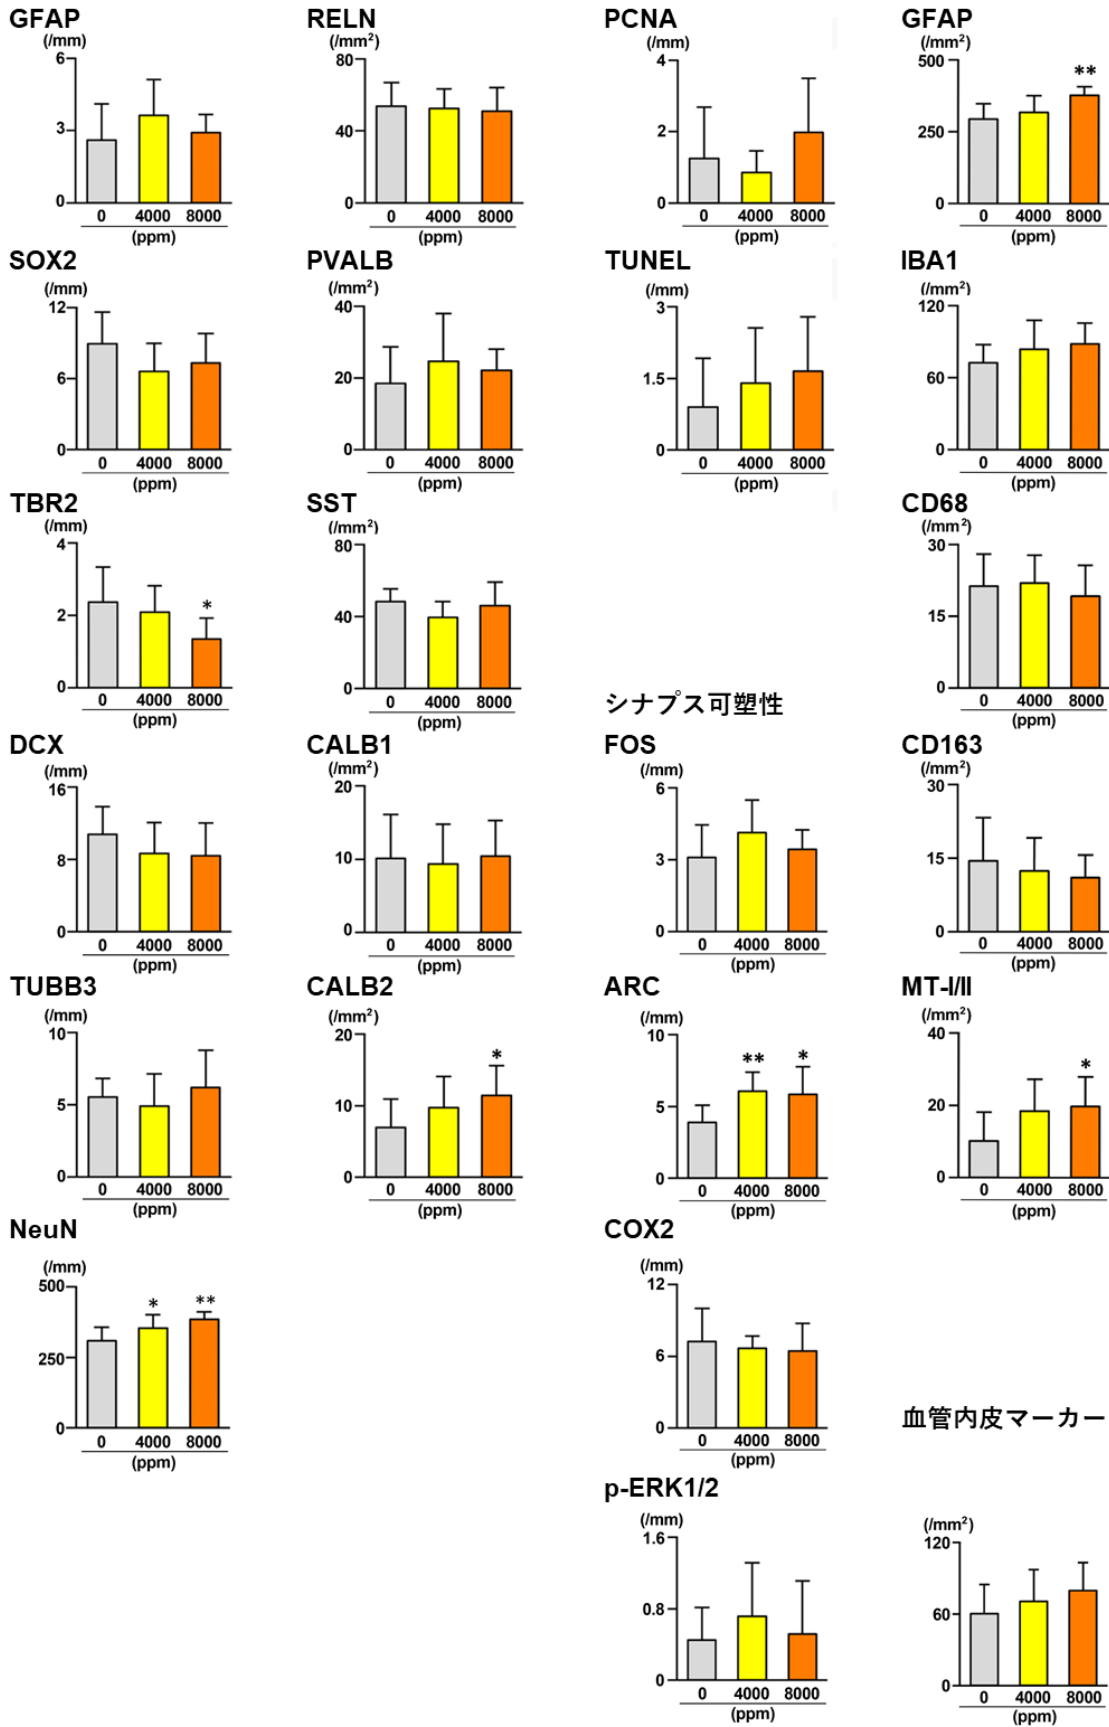 GFAP
(/mm)
6
3
0
0 4000 8000
(ppm)
SOX2
(/mm)
12
6
0
0 4000 8000
(ppm)
TBR2
(/mm)
4
2
0
*
0 4000 8000
(ppm)
DCX
(/mm)
16
8
0
0 4000 8000
(ppm)
TUBB3
(/mm)
10
5
0
0 4000 8000
(ppm)
NeuN
(/mm)
500
250
0
* **
0 4000 8000
(ppm)
RELN
(/mm²)
80
40
0
0 4000 8000
(ppm)
PVALB
(/mm²)
40
20
0
0 4000 8000
(ppm)
SST
(/mm²)
80
40
0
0 4000 8000
(ppm)
CALB1
(/mm²)
20
10
0
0 4000 8000
(ppm)
CALB2
(/mm²)
20
10
0
*
0 4000 8000
(ppm)
PCNA
(/mm)
4
2
0
0 4000 8000
(ppm)
TUNEL
(/mm)
3
1.5
0
0 4000 8000
(ppm)
シナプス可塑性
FOS
(/mm)
6
3
0
0 4000 8000
(ppm)
ARC
(/mm)
10
5
0
** *
0 4000 8000
(ppm)
COX2
(/mm)
12
6
0
0 4000 8000
(ppm)
p-ERK1/2
(/mm)
1.6
0.8
0
0 4000 8000
(ppm)
GFAP
(/mm²)
500
250
0
**
0 4000 8000
(ppm)
IBA1
(/mm²)
120
60
0
0 4000 8000
(ppm)
CD68
(/mm²)
30
15
0
0 4000 8000
(ppm)
CD163
(/mm²)
30
15
0
0 4000 8000
(ppm)
MT-I/II
(/mm²)
40
20
0
*
0 4000 8000
(ppm)
血管内皮マーカー
(/mm²)
120
60
0
0 4000 8000
(ppm)